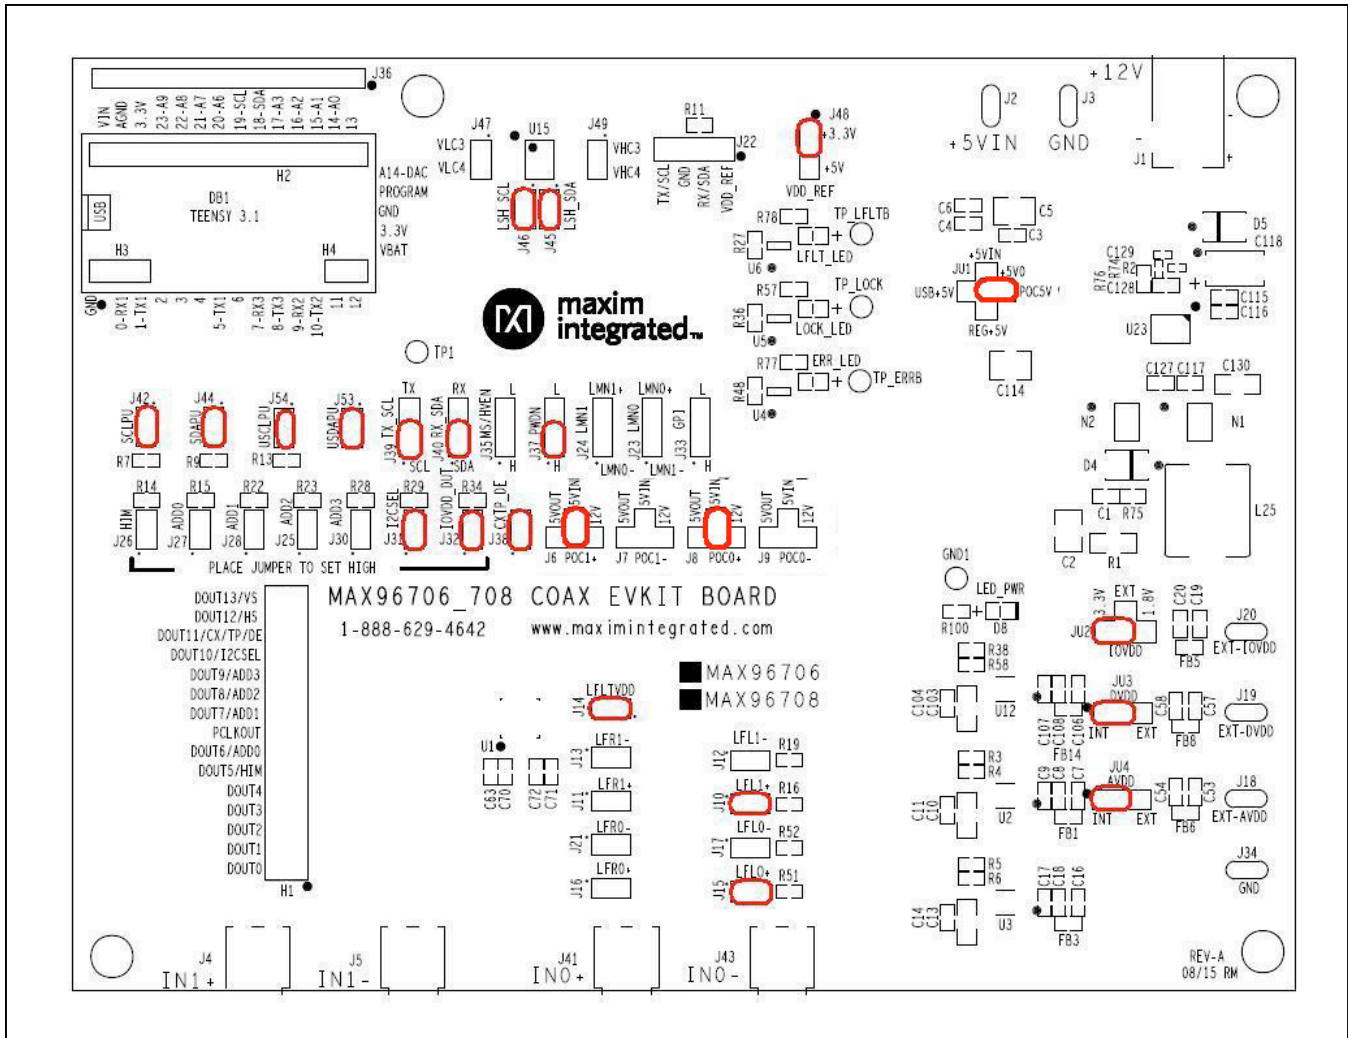 J36
VIN
AGND
3.3V
23-A9
22-A8
21-A7
20-A6
19-SCL
18-SDA
17-A3
16-A2
15-A1
14-A0
13
H2
DB1
TEENSY 3.1
USB
H3
H4
A14-DAC
PROGRAM
GND
3.3V
VBAT
GND
0-RX1
1-TX1
2
3
4
5-TX1
6
7-RX3
8-TX3
9-RX2
10-TX2
11
12
J47
VLC3
VLC4
U15
J49
VHC3
VHC4
LSH_SCL
J46
J45
LSH_SDA
R11
J22
TX/SCL
GND
RX/SDA
VDD_REF
J48
+3.3V
+5V
VDD_REF
J2
+5VIN
J3
GND
+12V
J1
-
+
R78
TP_LFLTB
R27
U6
LFLT_LED
R57
TP_LOCK
R36
U5
LOCK_LED
R77
ERR_LED
R48
U4
TP_ERRB
C6
C4
C5
C3
+5VIN
JU1
+5V0
USB+5V
POC5V
REG+5V
C114
D5
C118
C129
R2
R74
R76
C128
C115
C116
U23
C127
C117
C130
N2
N1
D4
C1
R75
C2
R1
L25
maxim
integrated™
TP1
J42
SCLPU
R7
J44
SDAPU
R9
J54
USCLPU
R13
J53
USDAPU
TX
J39
TX_SCL
SCL
RX
J40
RX_SDA
SDA
L
J35
MS/HVEN
H
L
J37
PWDN
H
LMN1+
J24
LMN1
LMN0-
LMN0+
J23
LMN0
LMN1-
L
J33
GPI
H
R14
HIM
J26
R15
ADD0
J27
R22
ADD1
J28
R23
ADD2
J25
R28
ADD3
J30
R29
I2CSEL
J31
R34
IOVDD_OUT
J32
CXTP_DE
J38
5VOUT
5VIN
12V
J6 POC1+
5VOUT
5VIN
12V
J7 POC1-
5VOUT
5VIN
12V
J8 POC0+
5VOUT
5VIN
12V
J9 POC0-
PLACE JUMPER TO SET HIGH
MAX96706_708 COAX EVKIT BOARD
1-888-629-4642 www.maximintegrated.com
DOUT13/VS
DOUT12/HS
DOUT11/CX/TP/DE
DOUT10/I2CSEL
DOUT9/ADD3
DOUT8/ADD2
DOUT7/ADD1
PCLKOUT
DOUT6/ADD0
DOUT5/HIM
DOUT4
DOUT3
DOUT2
DOUT1
DOUT0
H1
MAX96706
MAX96708
U1
C63
C70
C72
C71
LFLTVDD
J14
LFR1-
J13
LFR1+
J11
LFR0-
J21
LFR0+
J16
LFL1-
J12
R19
LFL1+
J10
R16
LFL0-
J17
R52
LFL0+
J15
R51
GND1
LED_PWR
R100
D8
R38
R58
C104
C103
U12
R3
R4
C11
C10
U2
R5
R6
C14
C13
U3
3.3V
EXT
1.8V
JU2
IOVDD
C20
C19
FB5
J20
EXT-IOVDD
C107
C108
C106
FB14
JU3
DVDD
INT
EXT
C58
C57
FB8
J19
EXT-DVDD
C9
C8
C7
FB1
JU4
AVDD
INT
EXT
C54
C53
FB6
J18
EXT-AVDD
C17
C18
C16
FB3
J34
GND
J4
IN1+
J5
IN1-
J41
IN0+
J43
IN0-
REV-A
08/15 RM